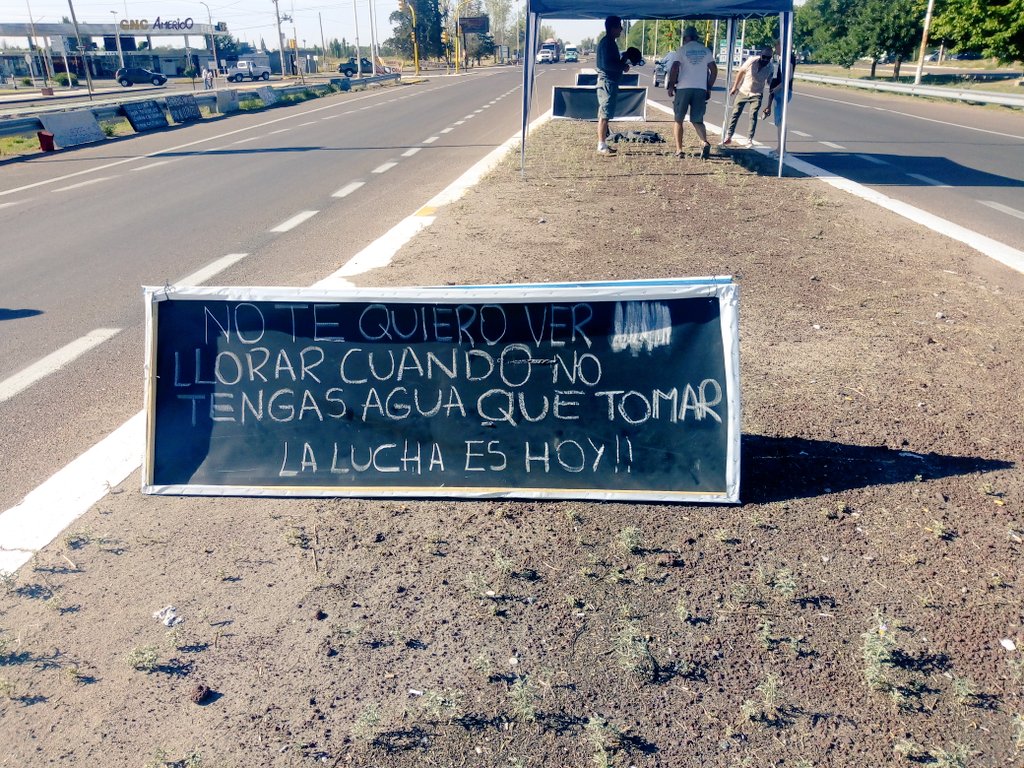 GNC AMERICO
NO TE QUIERO VER
LLORAR CUANDO NO
TENGAS AGUA QUE TOMAR
LA LUCHA ES HOY!!